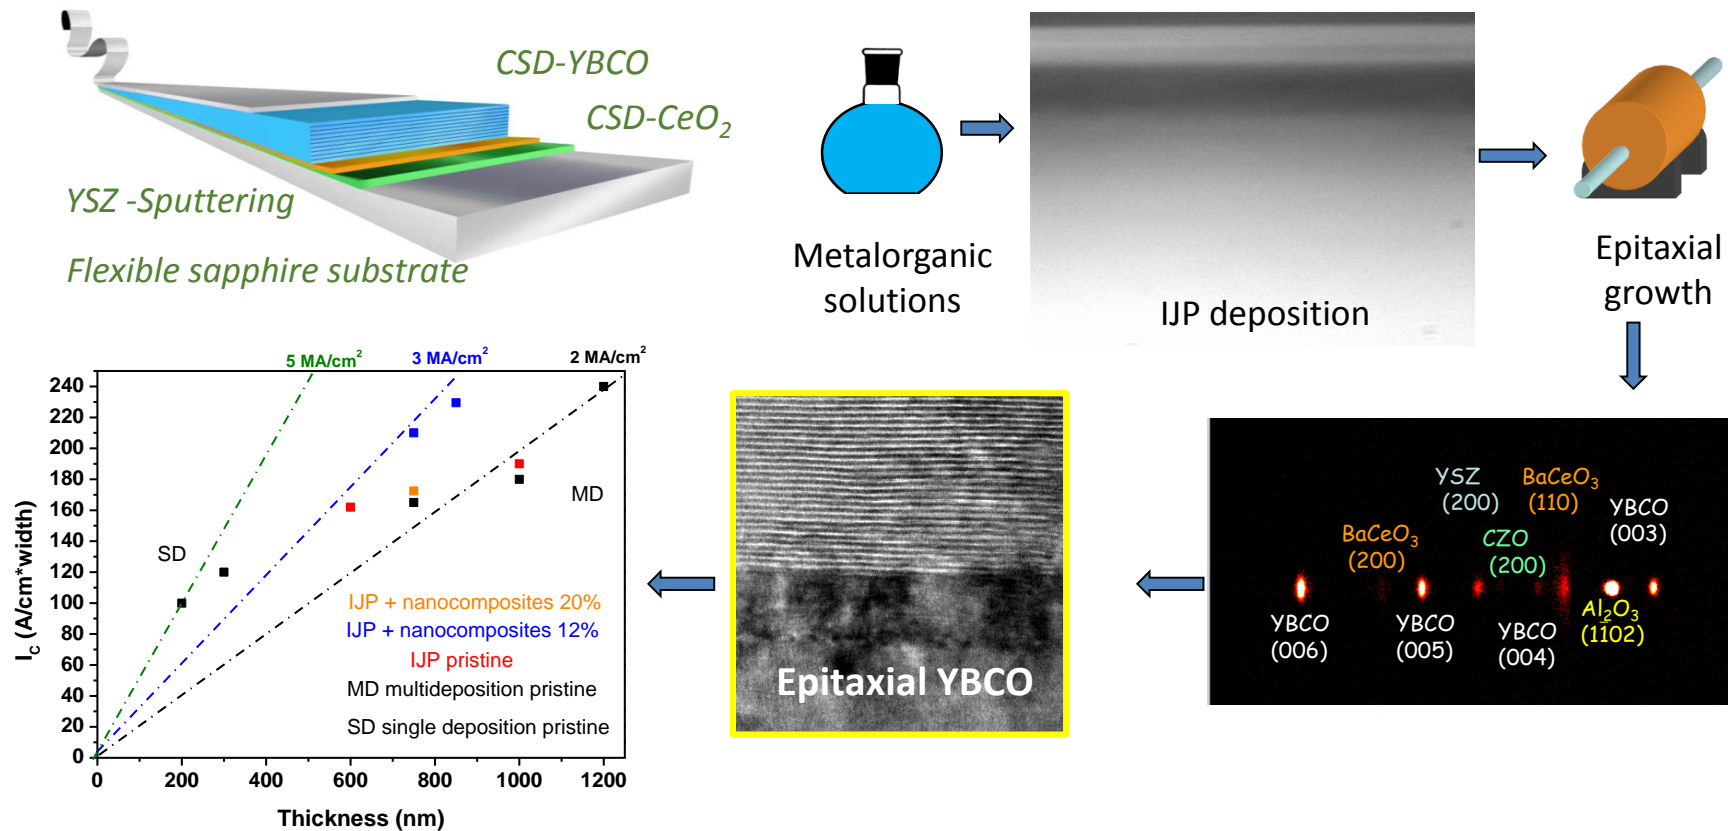 CSD-YBCO
CSD-CeO₂
YSZ -Sputtering
Flexible sapphire substrate
Metalorganic
solutions
IJP deposition
Epitaxial
growth
5 MA/cm²
3 MA/cm²
2 MA/cm²
240
220
200
180
160
140
120
100
80
60
40
20
0
I_C (A/cm*width)
SD
MD
IJP + nanocomposites 20%
IJP + nanocomposites 12%
IJP pristine
MD multideposition pristine
SD single deposition pristine
0 200 400 600 800 1000 1200
Thickness (nm)
Epitaxial YBCO
YSZ
(200)
BaCeO₃
(110)
YBCO
(003)
BaCeO₃
(200)
CZO
(200)
YBCO
(006)
YBCO
(005)
YBCO
(004)
Al₂O₃
(11̄02)